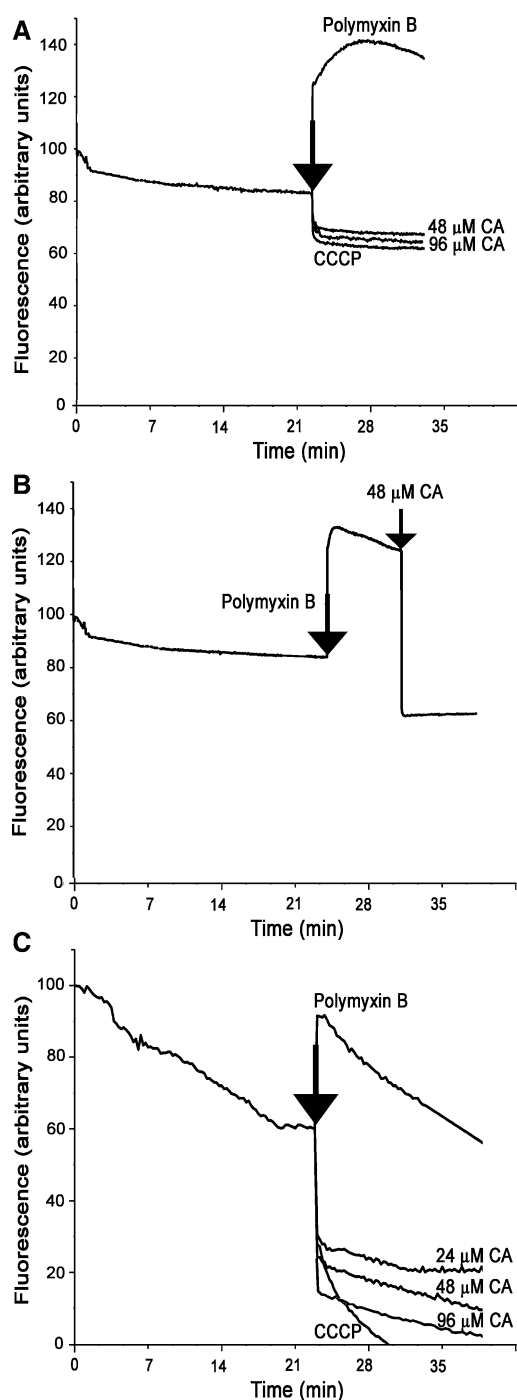 A
Fluorescence (arbitrary units)
140
120
100
80
60
40
20
0
Polymyxin B
48 μM CA
96 μM CA
CCCP
0 7 14 21 28 35
Time (min)
B
Fluorescence (arbitrary units)
140
120
100
80
60
40
20
0
48 μM CA
Polymyxin B
0 7 14 21 28 35
Time (min)
C
Fluorescence (arbitrary units)
100
80
60
40
20
0
Polymyxin B
24 μM CA
48 μM CA
96 μM CA
CCCP
0 7 14 21 28 35
Time (min)